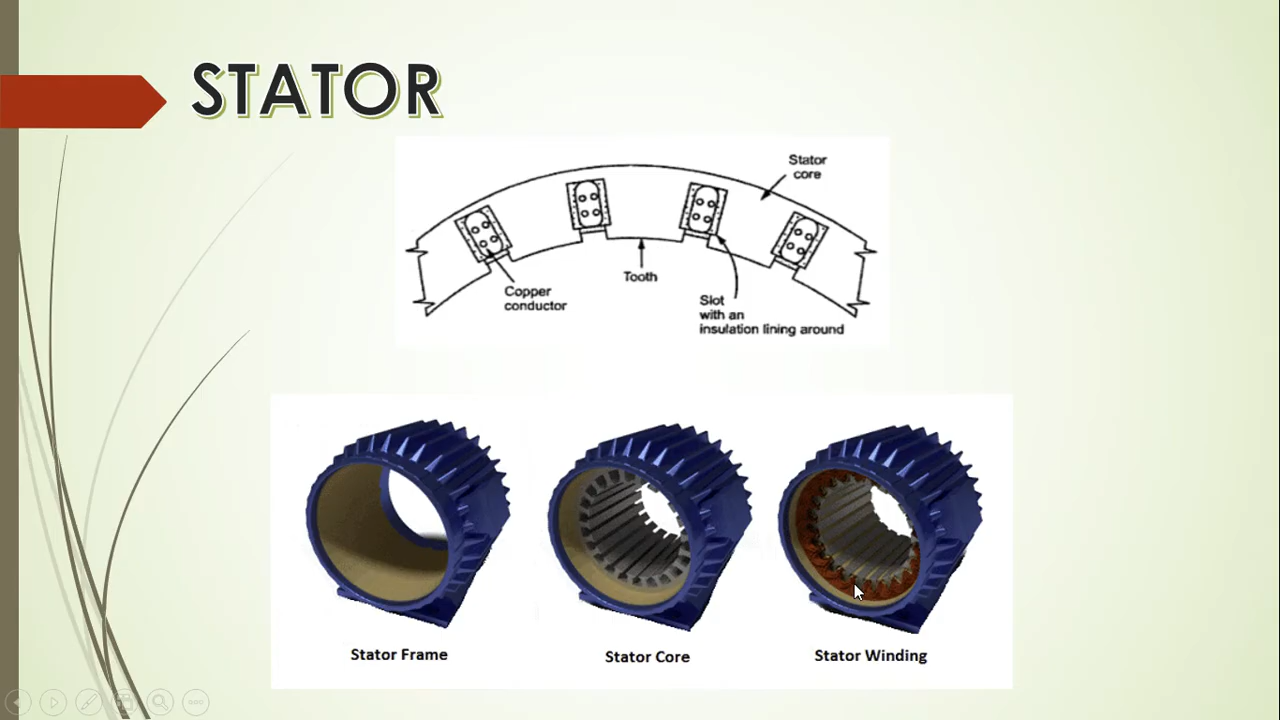 STATOR
Stator
core
Tooth
Copper
conductor
Slot
with an
insulation lining around
Stator Frame
Stator Core
Stator Winding